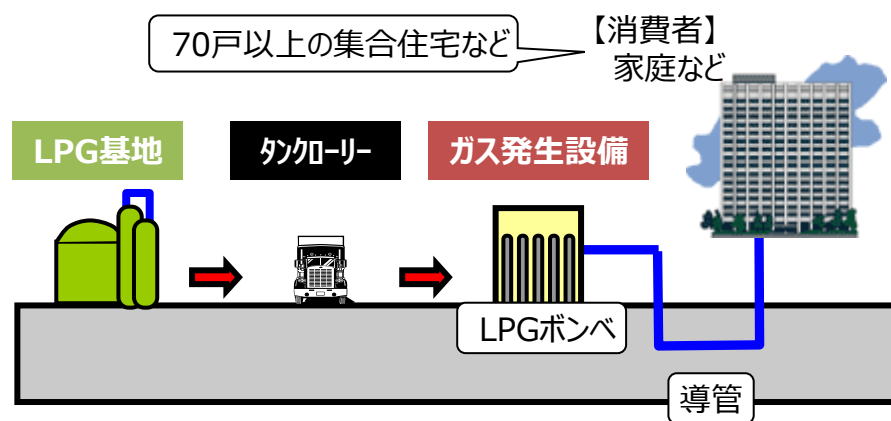 70戸以上の集合住宅など
【消費者】
家庭など
LPG基地
ﾀﾝｸﾛｰﾘｰ
ガス発生設備
LPGボンベ
導管